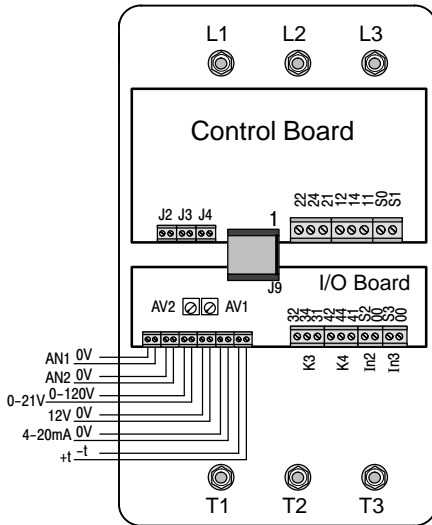 L1 L2 L3
Control Board
J2 J3 J4
22 24 21 12 14 11 S0 S1
1
J9
I/O Board
AV2 AV1
32 34 31 42 44 41 S2 00 S3 00
K3 K4 In2 In3
AN1 0V
AN2 0V
0-21V 0-120V
12V 0V
4-20mA 0V
+t -t
T1 T2 T3